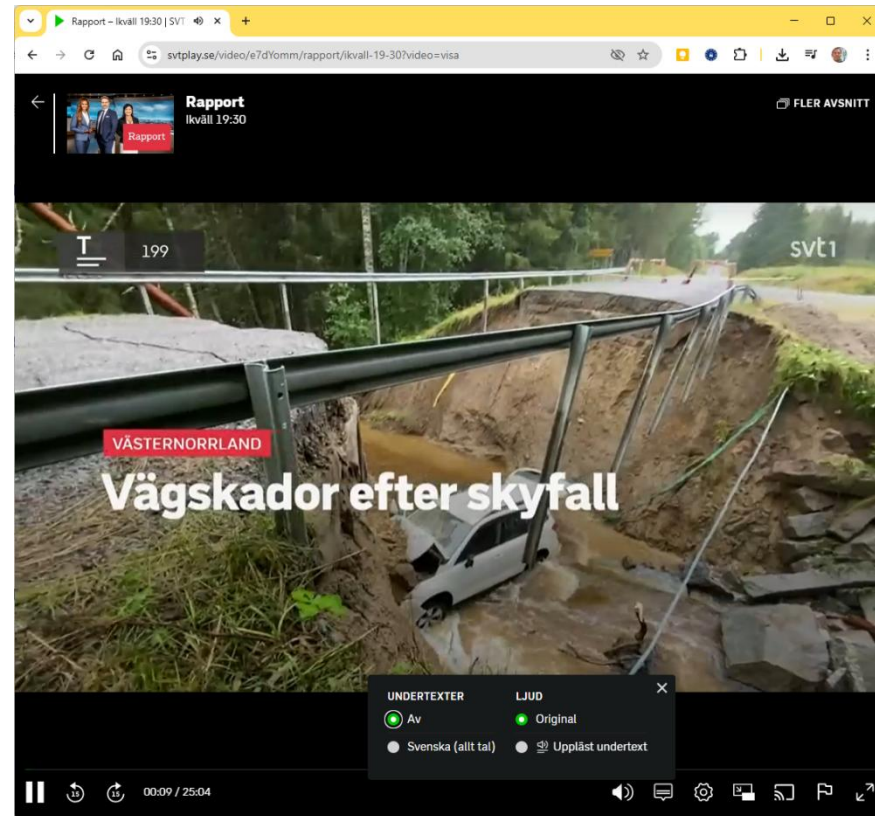 Rapport – Ikväll 19:30 | SVT
svtplay.se/video/e7dYomm/rapport/ikvall-19-30?video=visa
Rapport
Rapport
Ikväll 19:30
FLER AVSNITT
T 199
svt1
VÄSTERNORRLAND
Vägskador efter skyfall
UNDERTEXTER LJUD
Av Original
Svenska (allt tal) Uppläst undertext
15 15 00:09 / 25:04